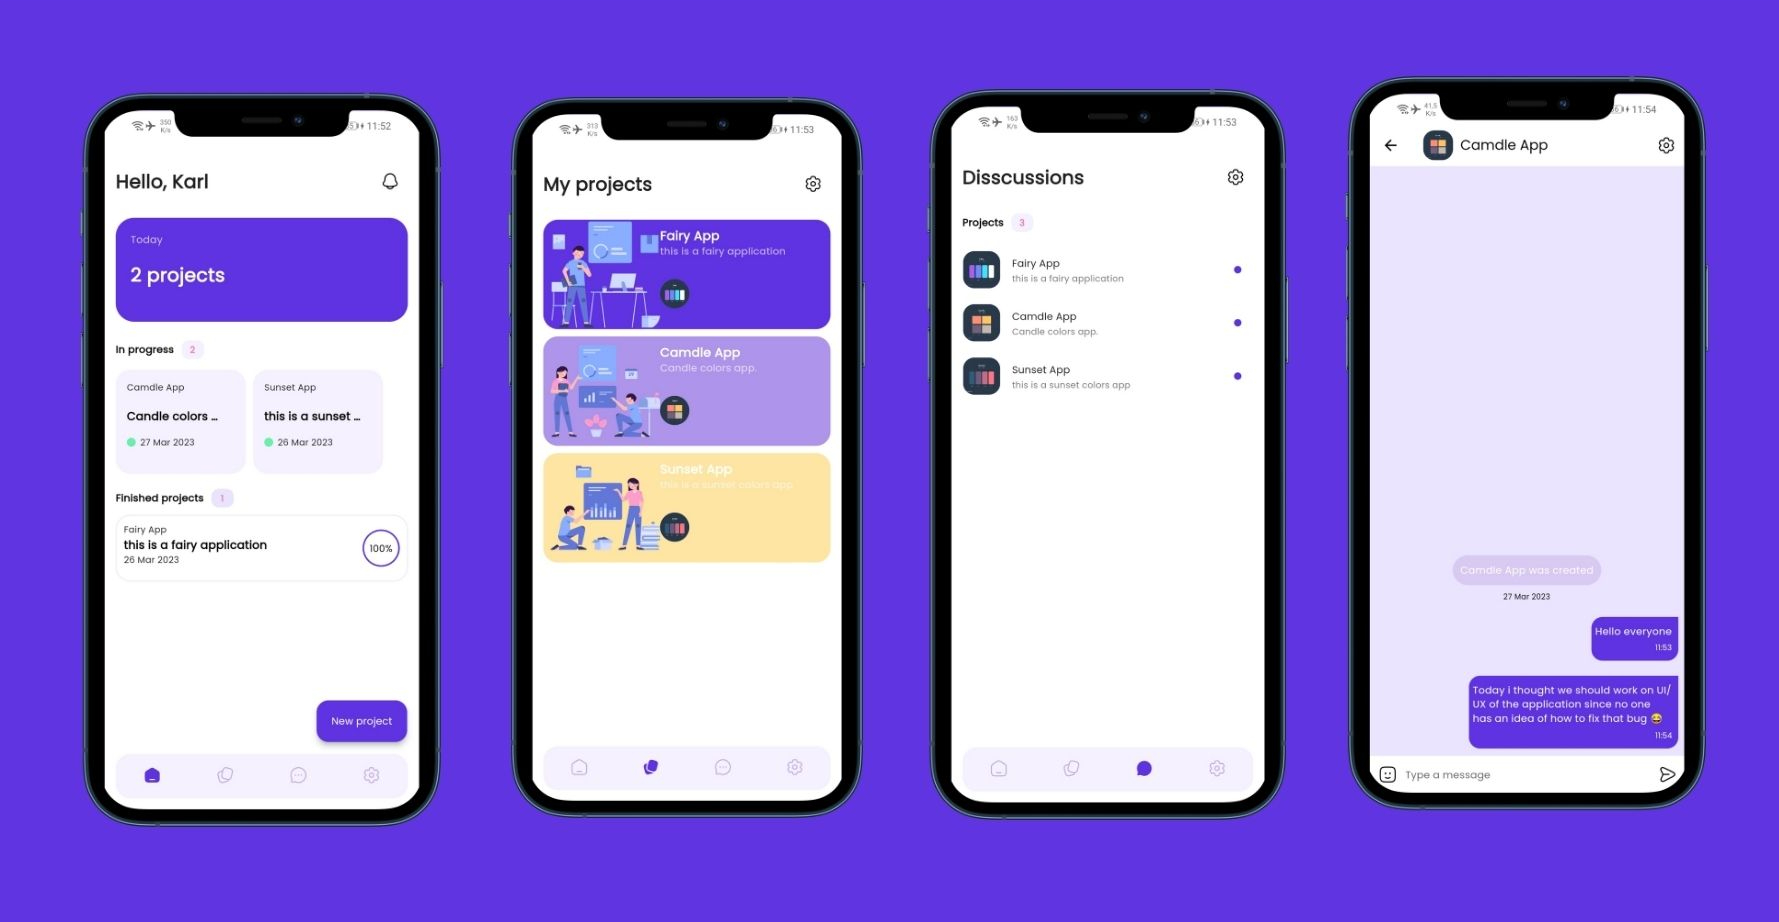 350
K/s
11:52
Hello, Karl
Today
2 projects
In progress 2
Camdle App
Candle colors ...
27 Mar 2023
Sunset App
this is a sunset ...
26 Mar 2023
Finished projects 1
Fairy App
this is a fairy application
26 Mar 2023
100%
New project
313
K/s
11:53
My projects
Fairy App
this is a fairy application
Camdle App
Candle colors app.
Sunset App
this is a sunset colors app
163
K/s
11:53
Disscussions
Projects 3
Fairy App
this is a fairy application
Camdle App
Candle colors app.
Sunset App
this is a sunset colors app
41,5
K/s
11:54
Camdle App
Camdle App was created
27 Mar 2023
Hello everyone
11:53
Today i thought we should work on UI/
UX of the application since no one
has an idea of how to fix that bug 😂
11:54
Type a message